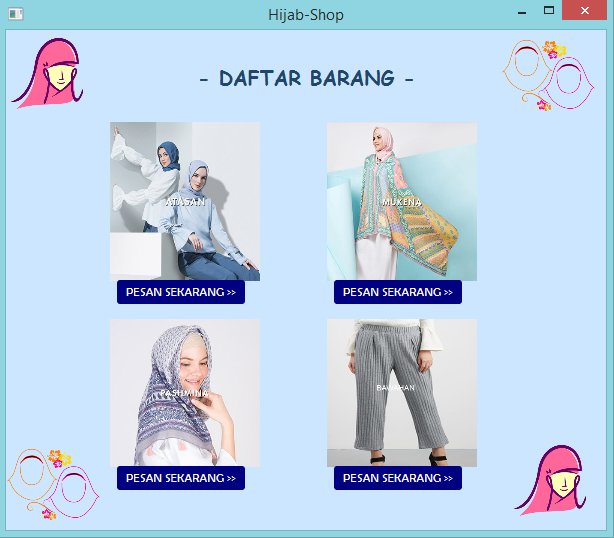 Hijab-Shop
- DAFTAR BARANG -
ATASAN
MUKENA
PESAN SEKARANG >>
PESAN SEKARANG >>
PASHMINA
BAWAHAN
PESAN SEKARANG >>
PESAN SEKARANG >>